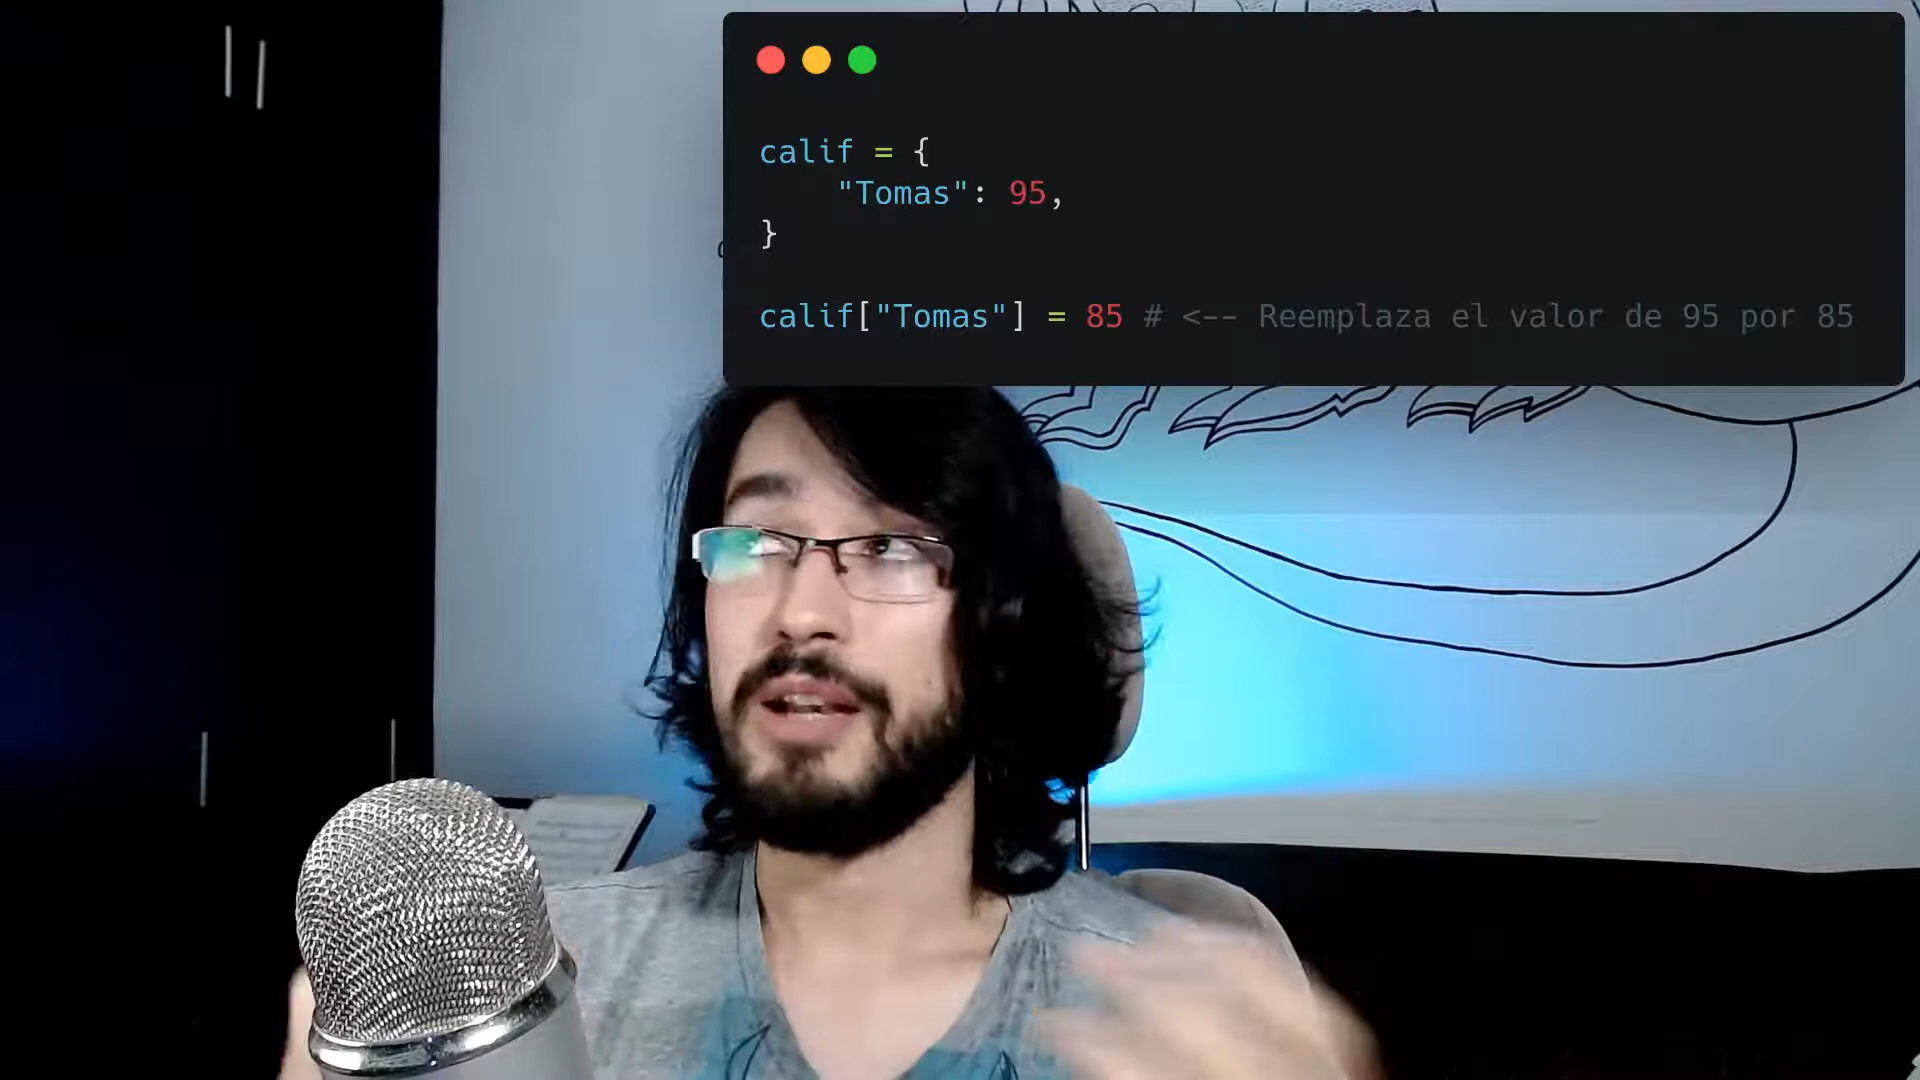 calif = {
    "Tomas": 95,
}
calif["Tomas"] = 85 # <-- Reemplaza el valor de 95 por 85